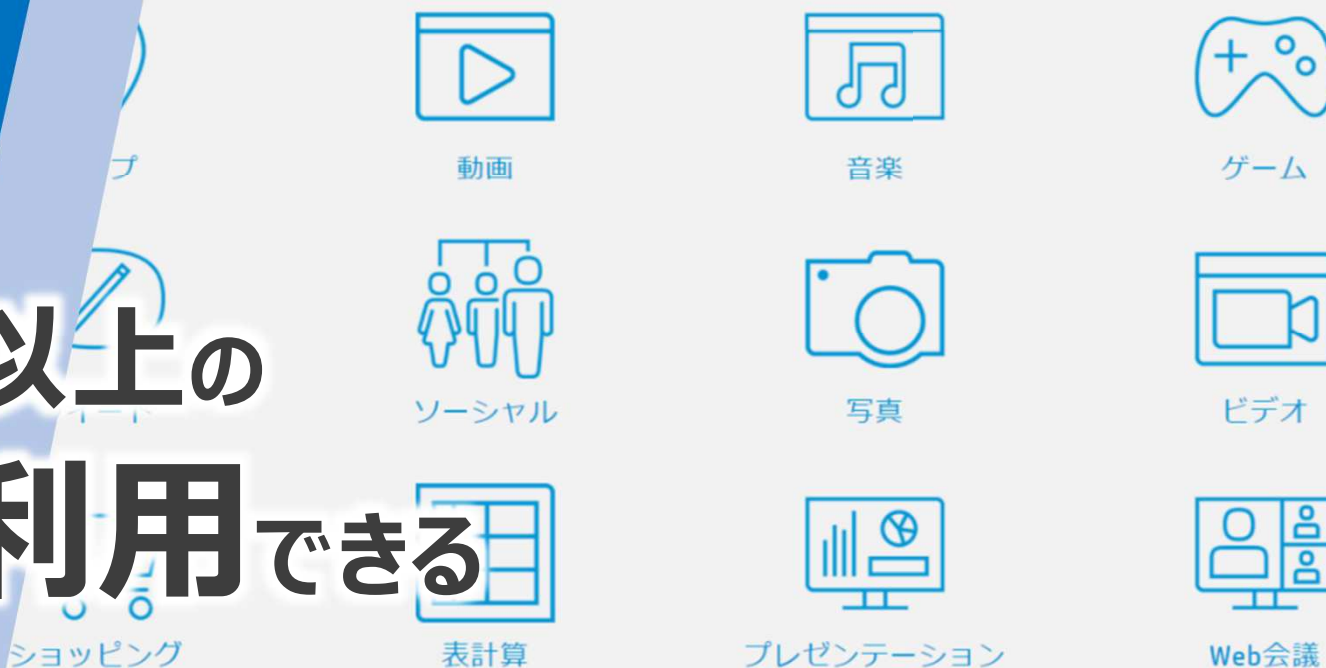 プ
動画
音楽
ゲーム
以上の
ソーシャル
写真
ビデオ
利用できる
ショッピング
表計算
プレゼンテーション
Web会議